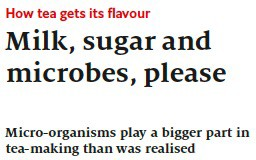 How tea gets its flavour
Milk, sugar and
microbes, please
Micro-organisms play a bigger part in
tea-making than was realised